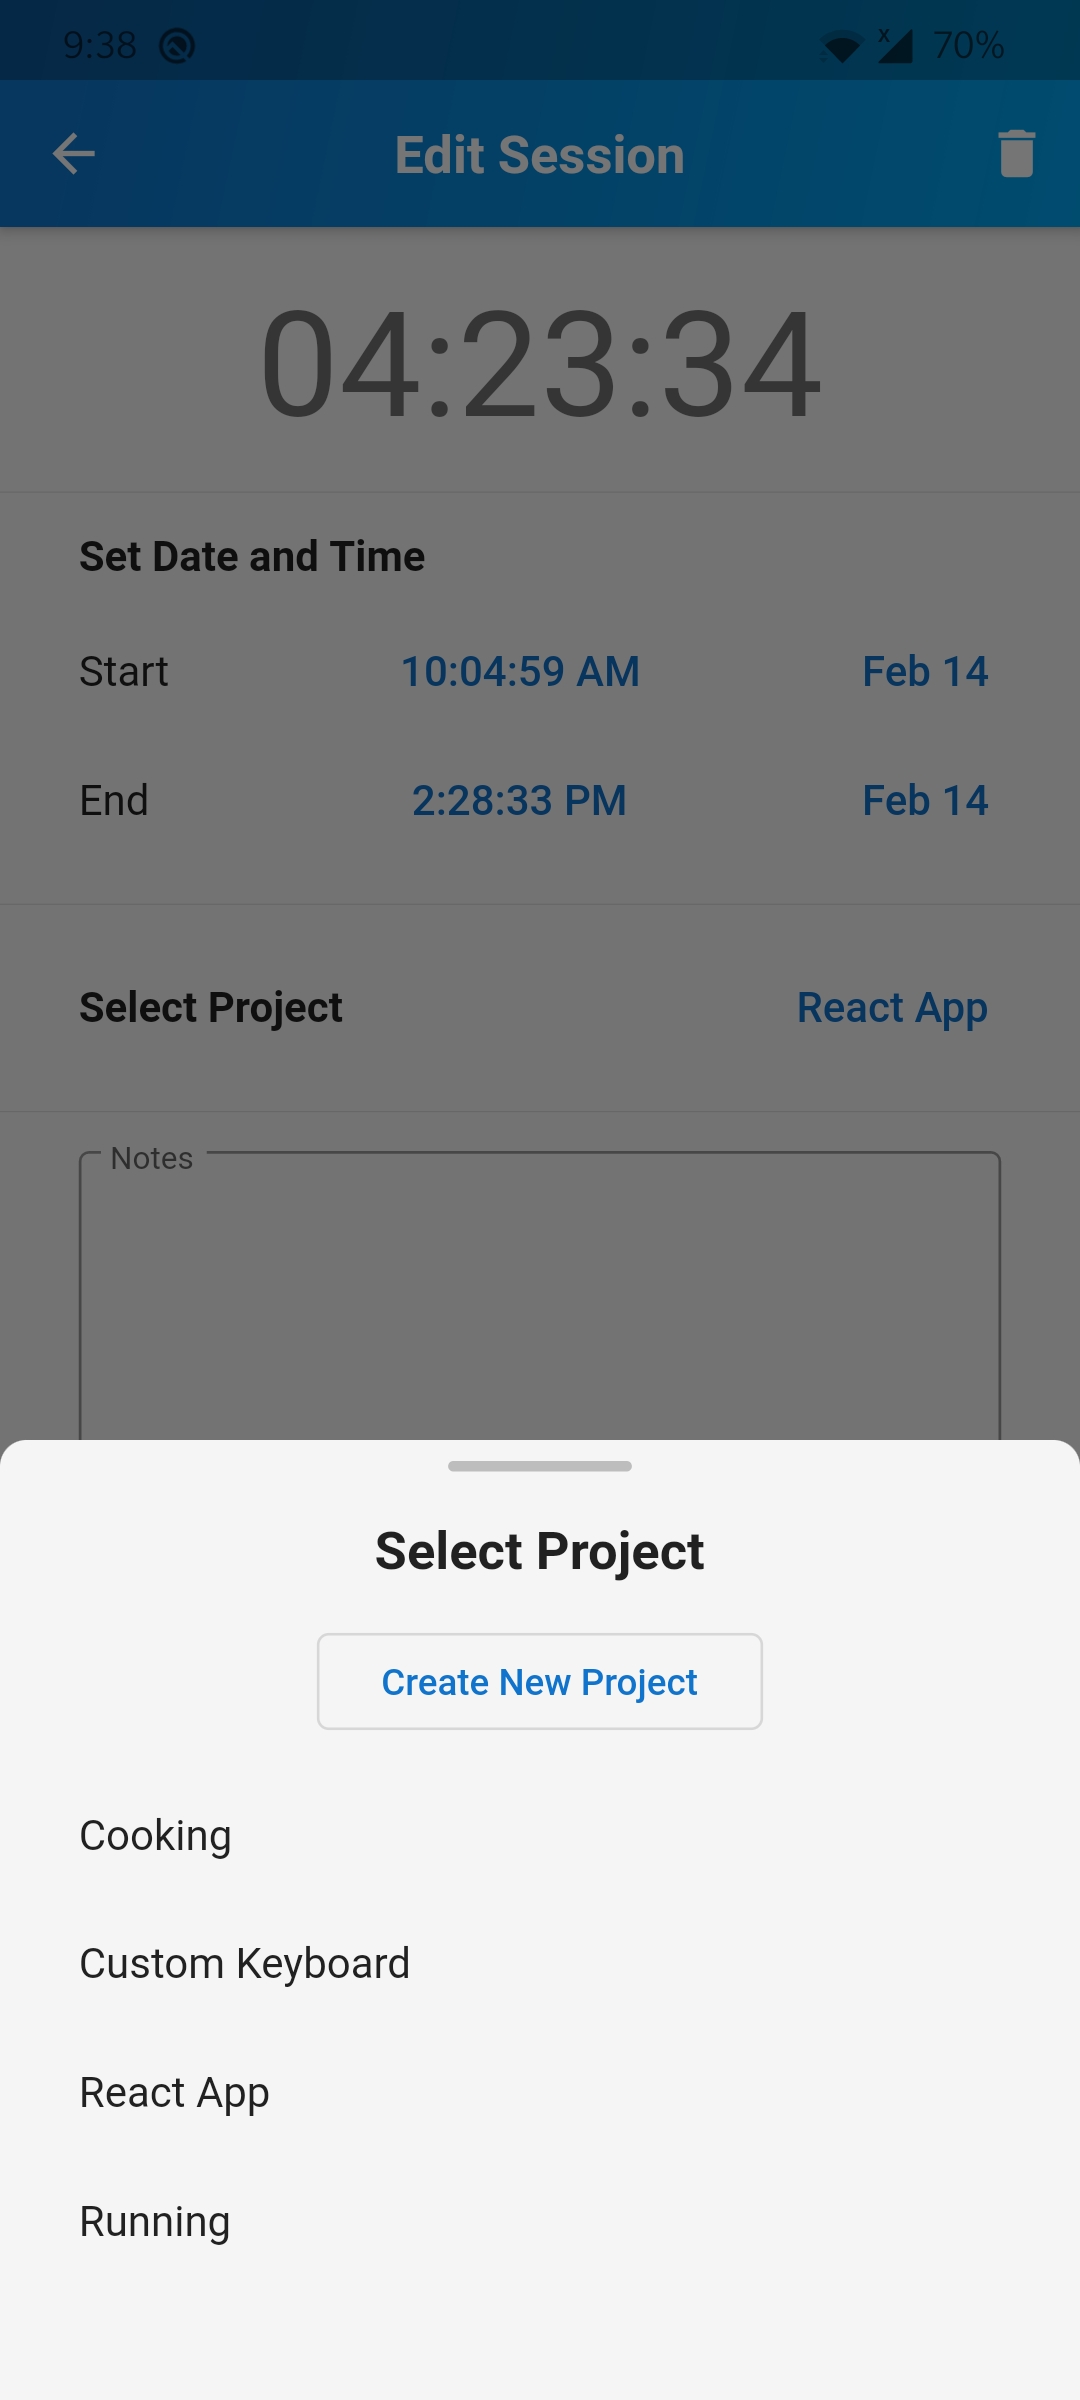 9:38 70%
Edit Session
04:23:34
Set Date and Time
Start 10:04:59 AM Feb 14
End 2:28:33 PM Feb 14
Select Project React App
Notes
Select Project
Create New Project
Cooking
Custom Keyboard
React App
Running